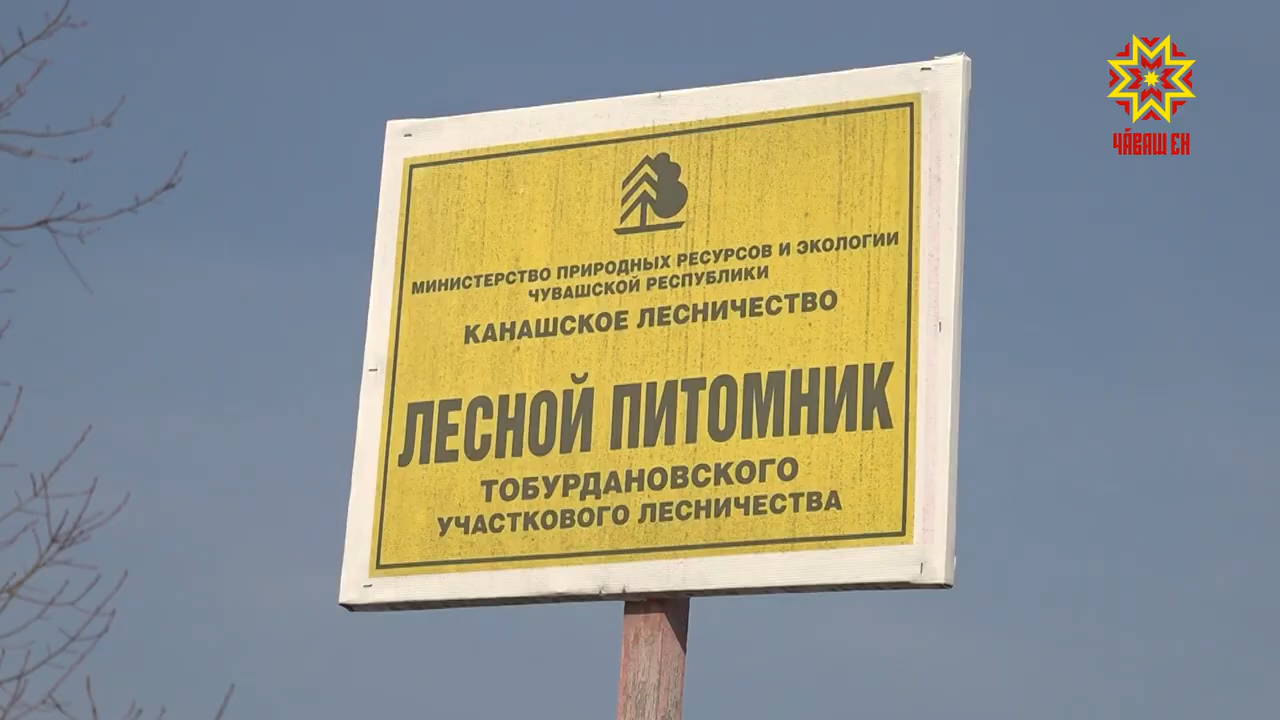 ЧӐВАШ ЕН
МИНИСТЕРСТВО ПРИРОДНЫХ РЕСУРСОВ И ЭКОЛОГИИ
ЧУВАШСКОЙ РЕСПУБЛИКИ
КАНАШСКОЕ ЛЕСНИЧЕСТВО
ЛЕСНОЙ ПИТОМНИК
ТОБУРДАНОВСКОГО
УЧАСТКОВОГО ЛЕСНИЧЕСТВА